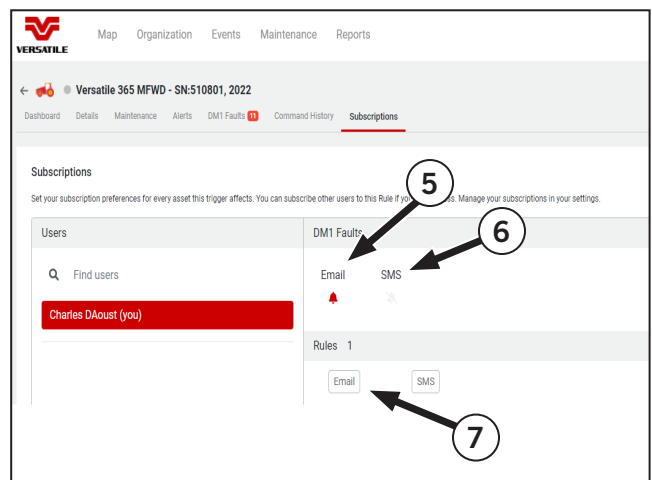 VERSATILE
Map Organization Events Maintenance Reports
Versatile 365 MFWD - SN:510801, 2022
Dashboard Details Maintenance Alerts DM1 Faults 11 Command History Subscriptions
Subscriptions
Set your subscription preferences for every asset this trigger affects. You can subscribe other users to this Rule if you Manage your subscriptions in your settings.
5
Users DM1 Faults
6
Find users Email SMS
Charles DAoust (you)
Rules 1
Email SMS
7